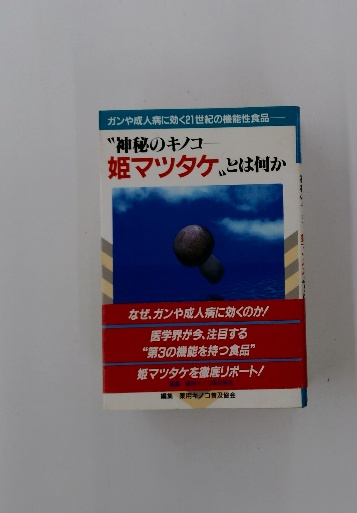 ガンや成人病に効く21世紀の機能性食品──
〝神秘のキノコ─
姫マツタケ〟とは何か
なぜ、ガンや成人病に効くのか!
医学界が今、注目する
“第3の機能を持つ食品”
姫マツタケを徹底リポート!
編集 薬用キノコ普及協会